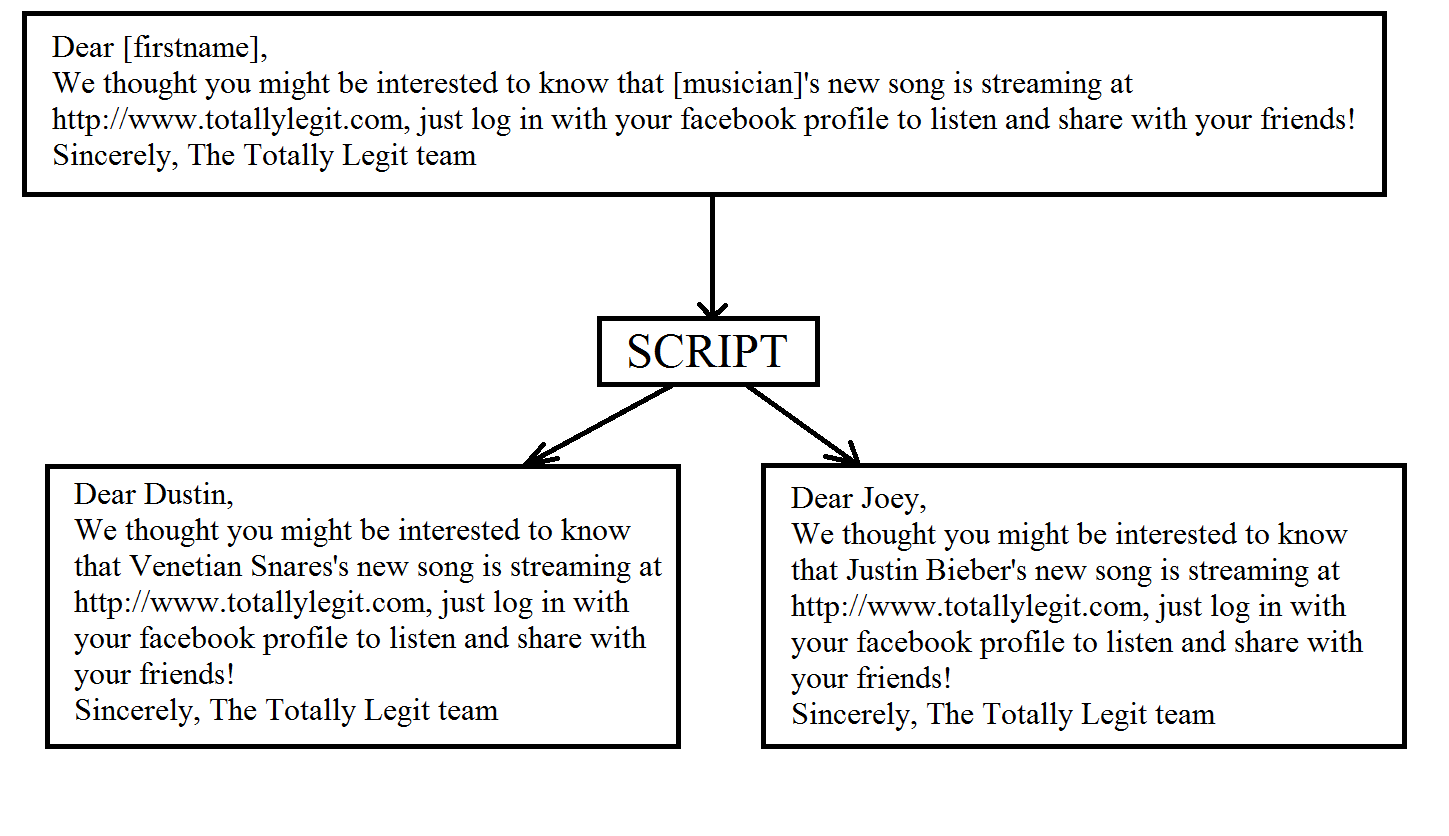 Dear [firstname],
We thought you might be interested to know that [musician]'s new song is streaming at
http://www.totallylegit.com, just log in with your facebook profile to listen and share with your friends!
Sincerely, The Totally Legit team
SCRIPT
Dear Dustin,
We thought you might be interested to know
that Venetian Snares's new song is streaming at
http://www.totallylegit.com, just log in with
your facebook profile to listen and share with
your friends!
Sincerely, The Totally Legit team
Dear Joey,
We thought you might be interested to know
that Justin Bieber's new song is streaming at
http://www.totallylegit.com, just log in with
your facebook profile to listen and share with
your friends!
Sincerely, The Totally Legit team